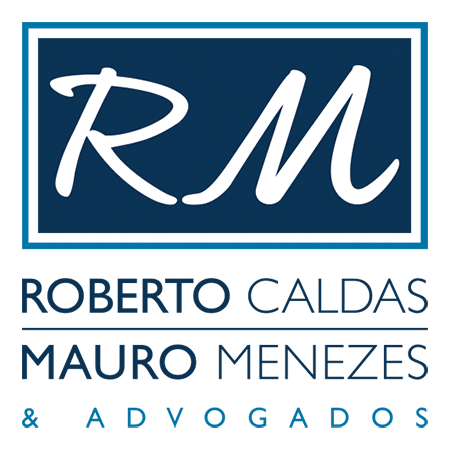 RM
ROBERTO CALDAS
MAURO MENEZES
& ADVOGADOS